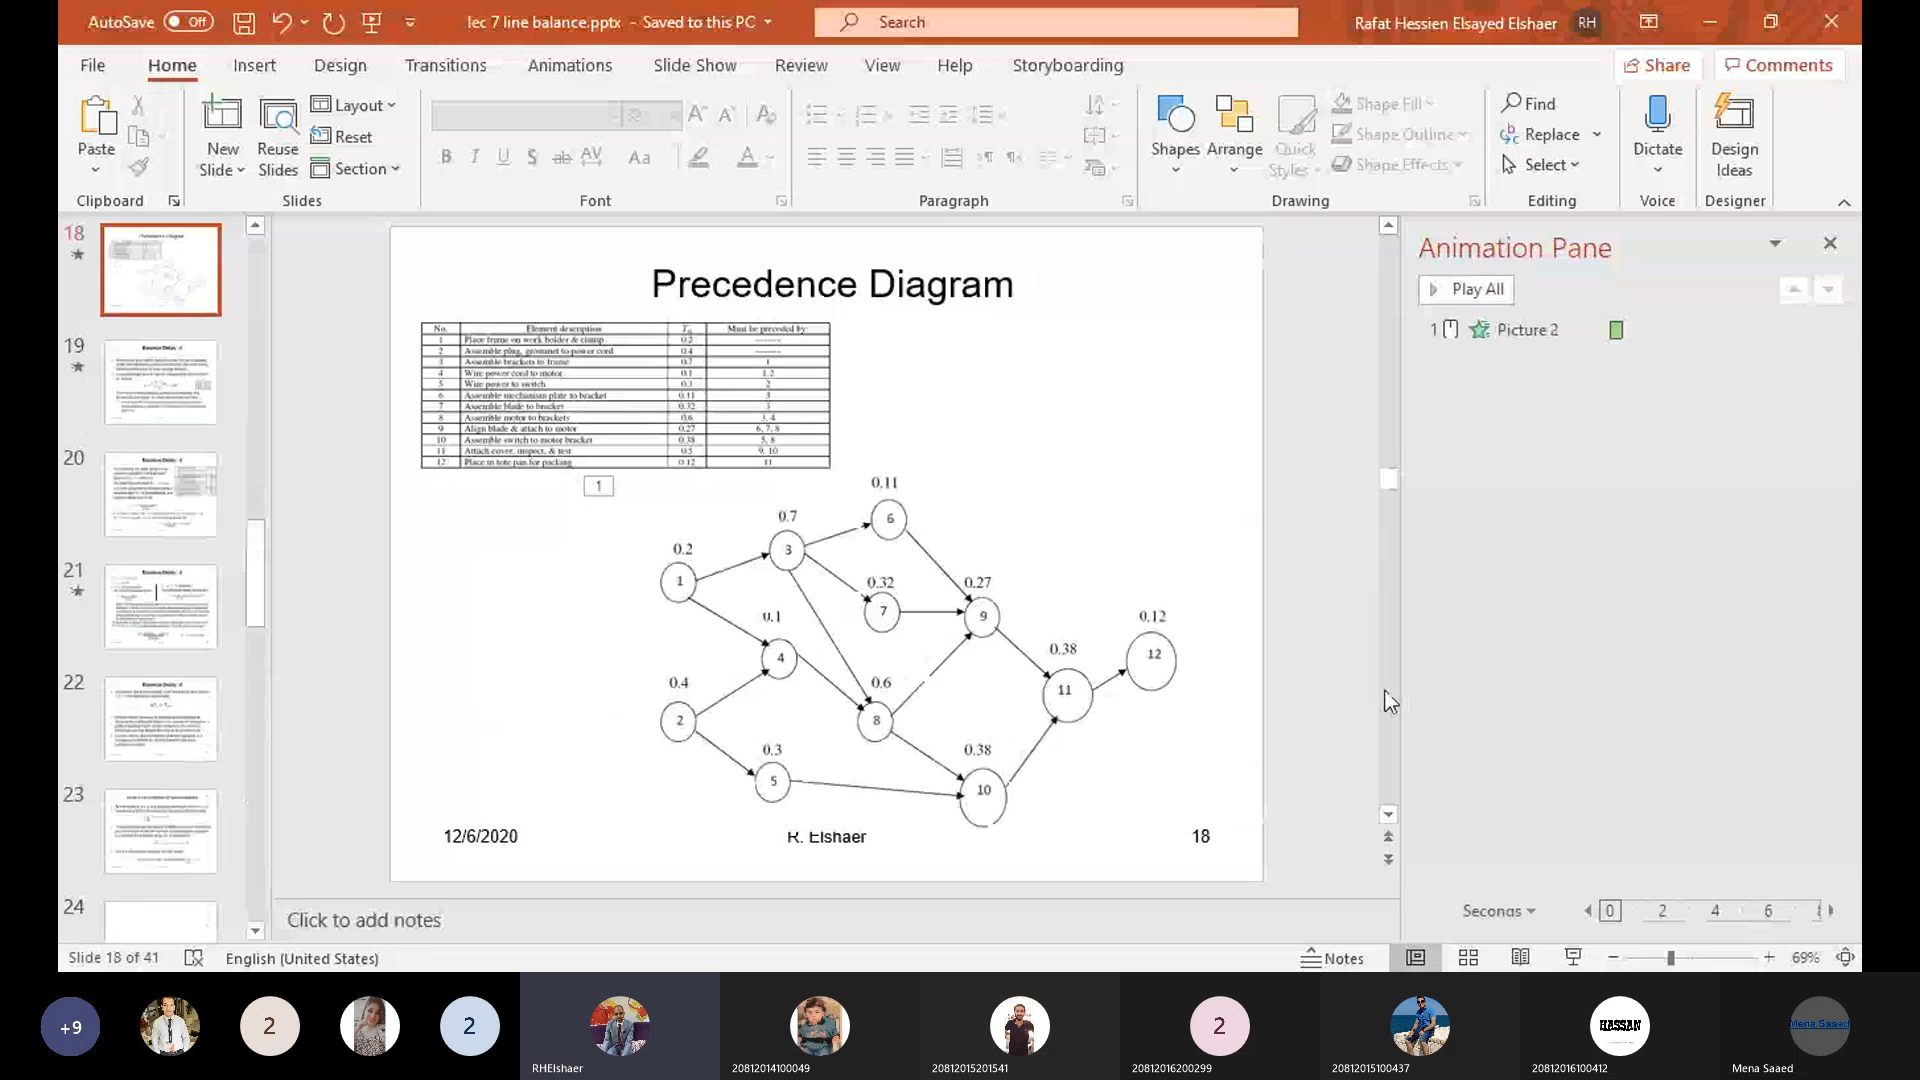 AutoSave Off
lec 7 line balance.pptx - Saved to this PC
Search
Rafat Hessien Elsayed Elshaer RH
File Home Insert Design Transitions Animations Slide Show Review View Help Storyboarding
Share Comments
Paste
New Slide
Reuse Slides
Layout
Reset
Section
B I U S ab AV Aa A
Shapes
Arrange
Quick Styles
Shape Fill
Shape Outline
Shape Effects
Find
Replace
Select
Dictate
Design Ideas
Clipboard Slides Font Paragraph Drawing Editing Voice Designer
18
19
20
21
22
23
24
Precedence Diagram
No. Element description Must be preceded by:
1 Place frame on work holder & clamp 0.2 --------
2 Assemble plug, grommet to power cord 0.4 --------
3 Assemble brackets to frame 0.7 1
4 Wire power cord to motor 0.1 1,2
5 Wire power to switch 0.3 2
6 Assemble mechanism plate to bracket 0.11 3
7 Assemble blade to bracket 0.32 3
8 Assemble motor to brackets 0.6 3, 4
9 Align blade & attach to motor 0.27 6, 7, 8
10 Assemble switch to motor bracket 0.38 5, 8
11 Attach cover, inspect, & test 0.5 9, 10
12 Place in tote pan for packing 0.12 11
1
0.11
6
0.7
3
0.2
1
0.32
7
0.27
9
0.1
4
0.12
12
0.38
11
0.4
2
0.6
8
0.3
5
0.38
10
12/6/2020
R. Elshaer
18
Animation Pane
Play All
1 Picture 2
Seconds 0 2 4 6
Click to add notes
Slide 18 of 41 English (United States) Notes 69%
+9
2
2
RHElshaer
20812014100049
20812015201541
2
20812016200299
20812015100437
HASSAN
20812016100412
Mena Saaed
Mena Saaed